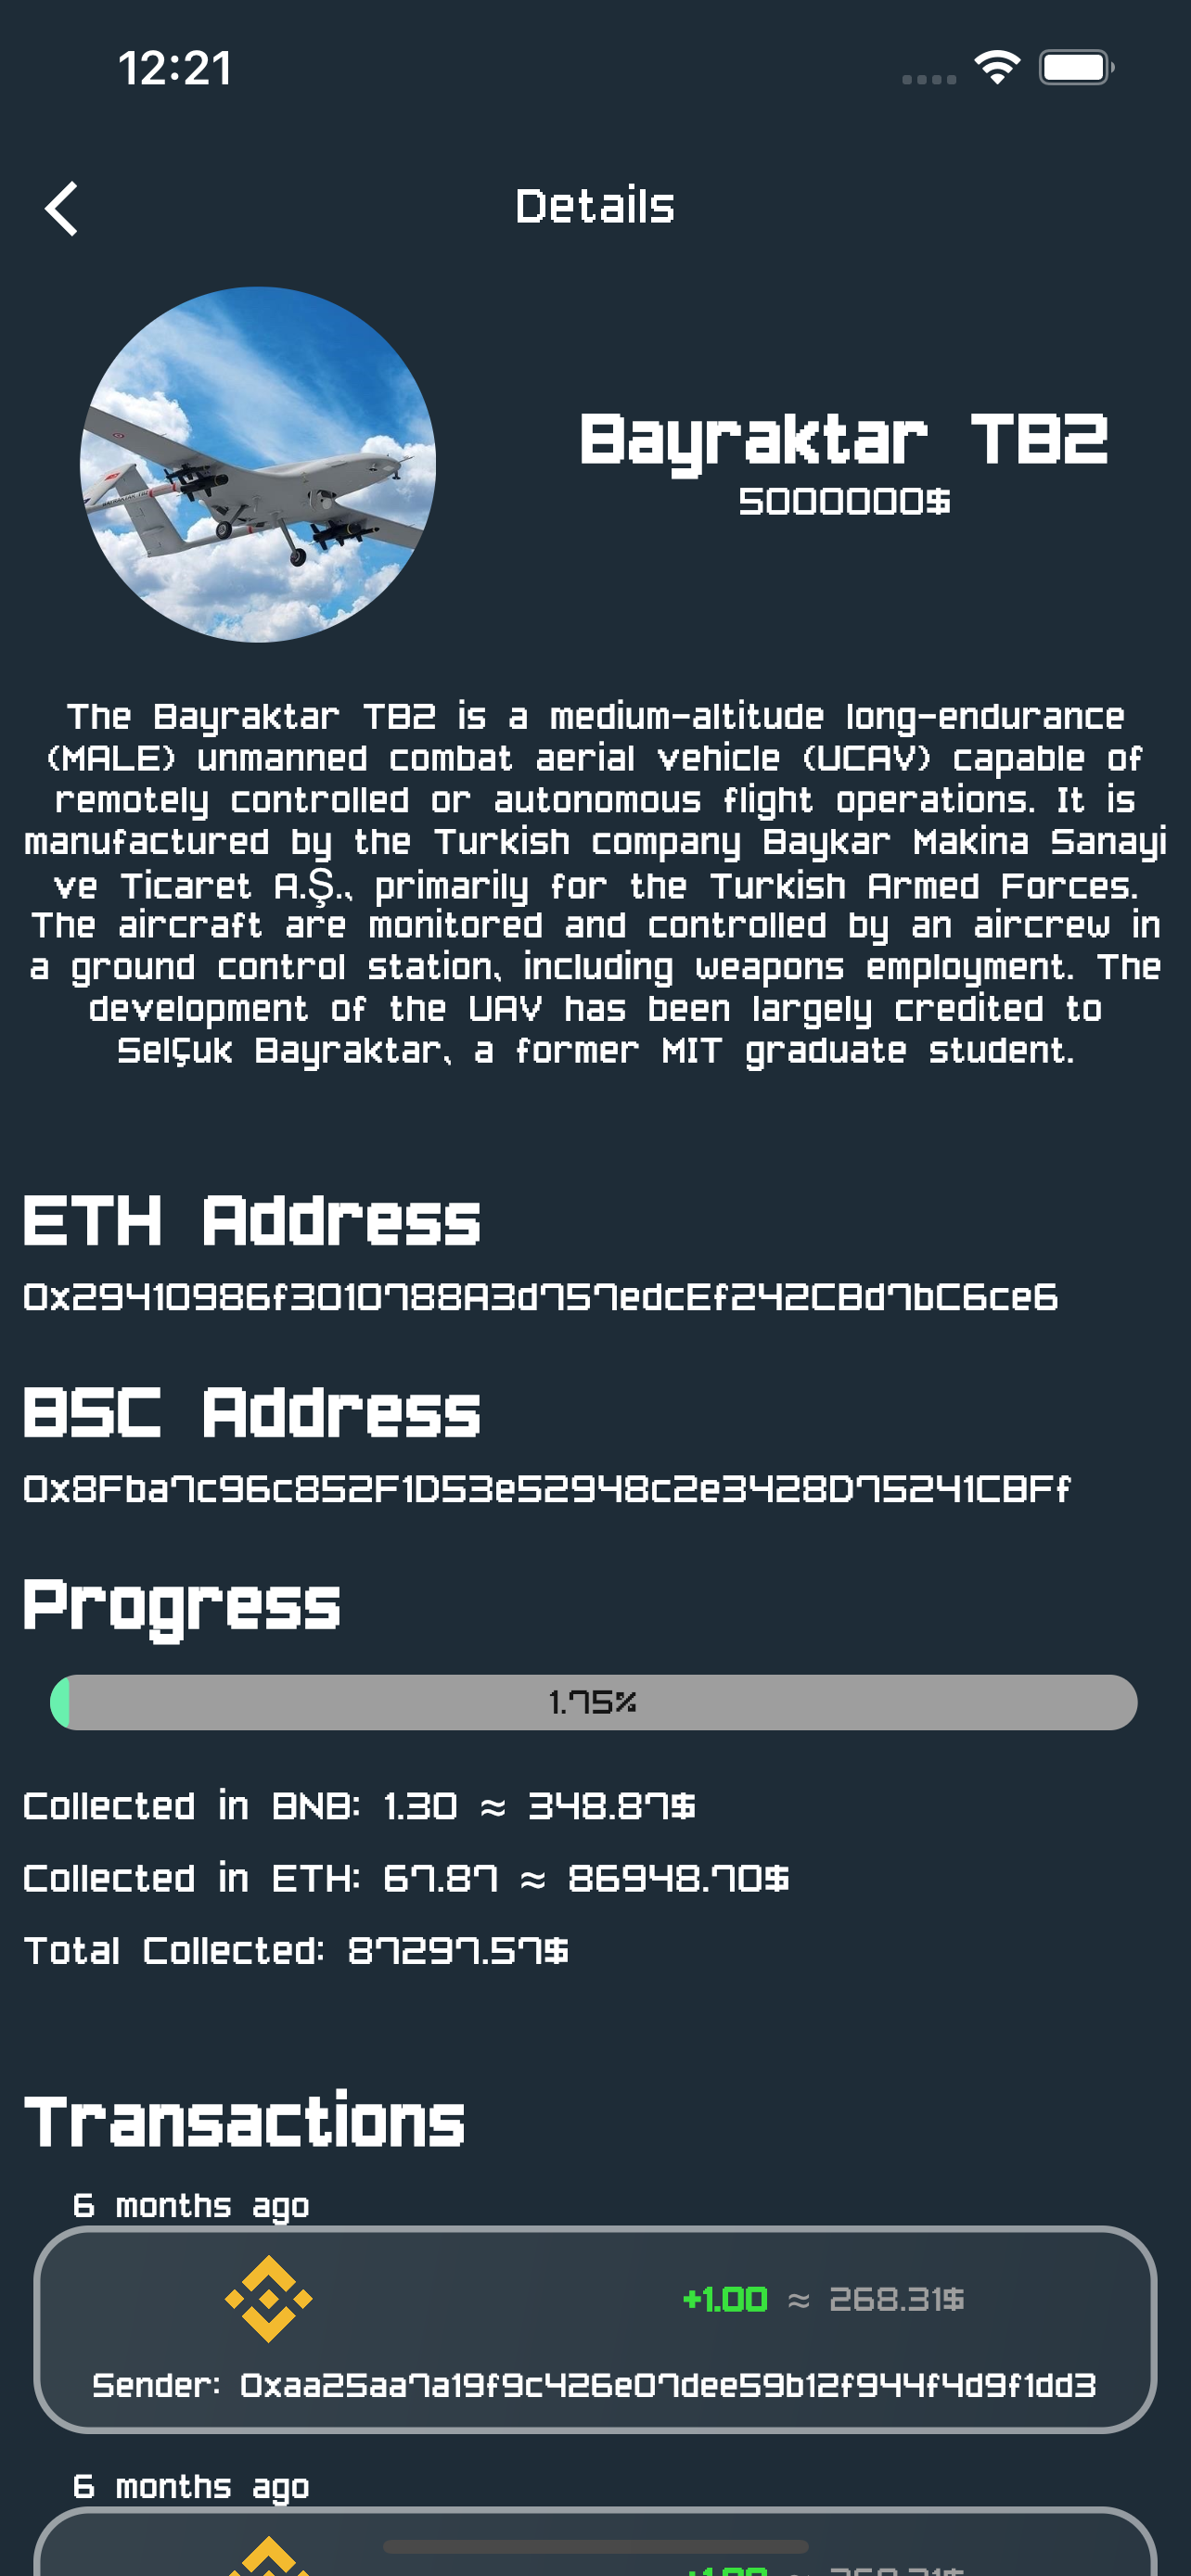 12:21
Details
Bayraktar TB2
5000000$
The Bayraktar TB2 is a medium-altitude long-endurance
(MALE) unmanned combat aerial vehicle (UCAV) capable of
remotely controlled or autonomous flight operations. It is
manufactured by the Turkish company Baykar Makina Sanayi
ve Ticaret A.Ş., primarily for the Turkish Armed Forces.
The aircraft are monitored and controlled by an aircrew in
a ground control station, including weapons employment. The
development of the UAV has been largely credited to
Selçuk Bayraktar, a former MIT graduate student.
ETH Address
0x29410986f3010788A3d757edcEf242CBd7bC6ce6
BSC Address
0x8Fba7c96c852F1D53e52948c2e3428D75241CBFf
Progress
1.75%
Collected in BNB: 1.30 ≈ 348.87$
Collected in ETH: 67.87 ≈ 86948.70$
Total Collected: 87297.57$
Transactions
6 months ago
+1.00 ≈ 268.31$
Sender: 0xaa25aa7a19f9c426e07dee59b12f944f4d9f1dd3
6 months ago